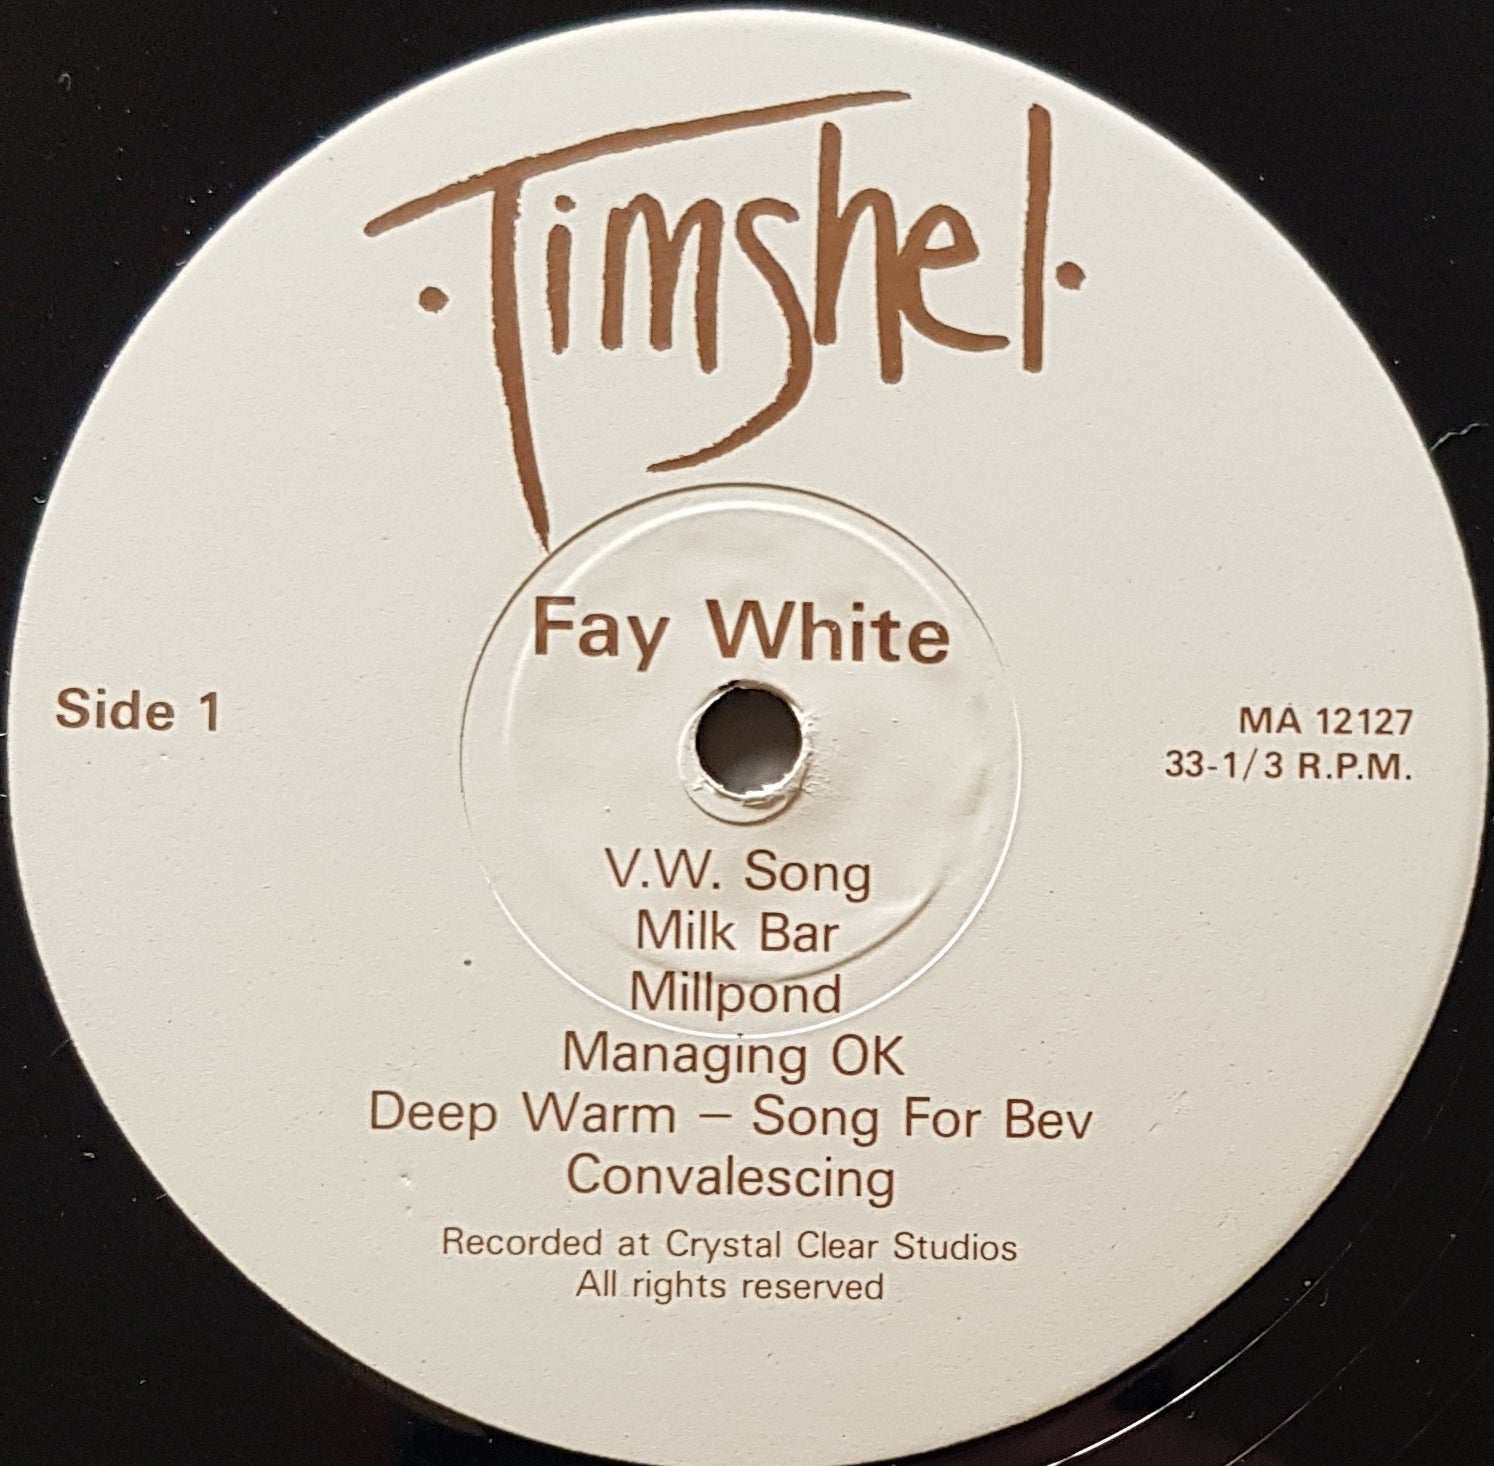 ·Timshel·
Fay White
Side 1
MA 12127
33-1/3 R.P.M.
V.W. Song
Milk Bar
Millpond
Managing OK
Deep Warm – Song For Bev
Convalescing
Recorded at Crystal Clear Studios
All rights reserved